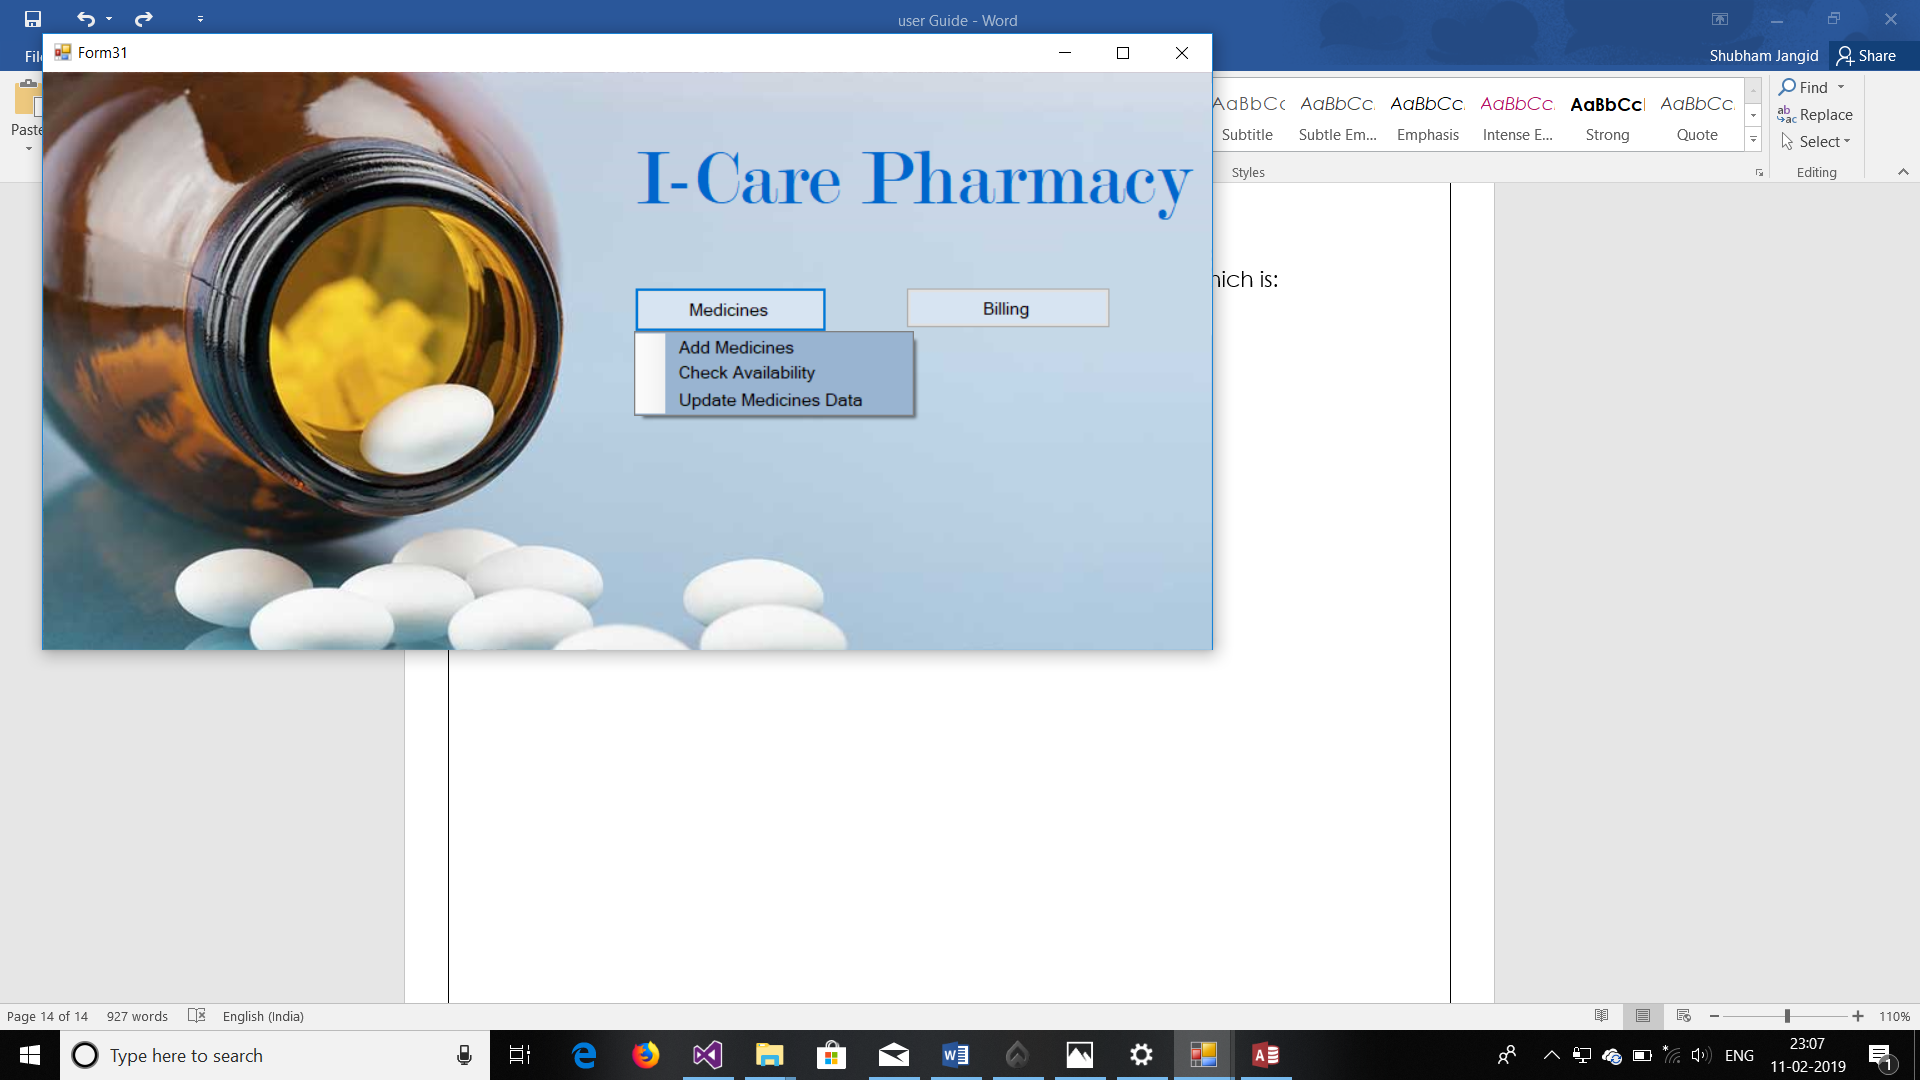 user Guide - Word
Form31
Shubham Jangid
Share
Paste
AaBbCc
AaBbCc
AaBbCc
AaBbCc
AaBbCc
Subtitle
Subtle Em...
Emphasis
Intense E...
Strong
Quote
Styles
Find
Replace
Select
Editing
I-Care Pharmacy
Medicines
Billing
Add Medicines
Check Availability
Update Medicines Data
is:
Page 14 of 14
927 words
English (India)
110%
Type here to search
ENG
23:07
11-02-2019
1